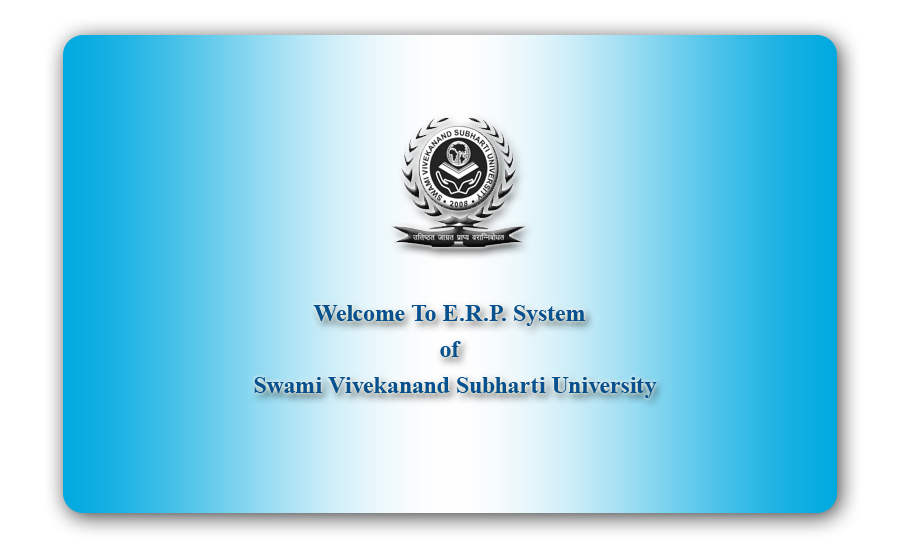 SWAMI VIVEKANAND SUBHARTI UNIVERSITY
• 2008 •
उत्तिष्ठत जाग्रत प्राप्य वरान्निबोधत
Welcome To E.R.P. System
of
Swami Vivekanand Subharti University